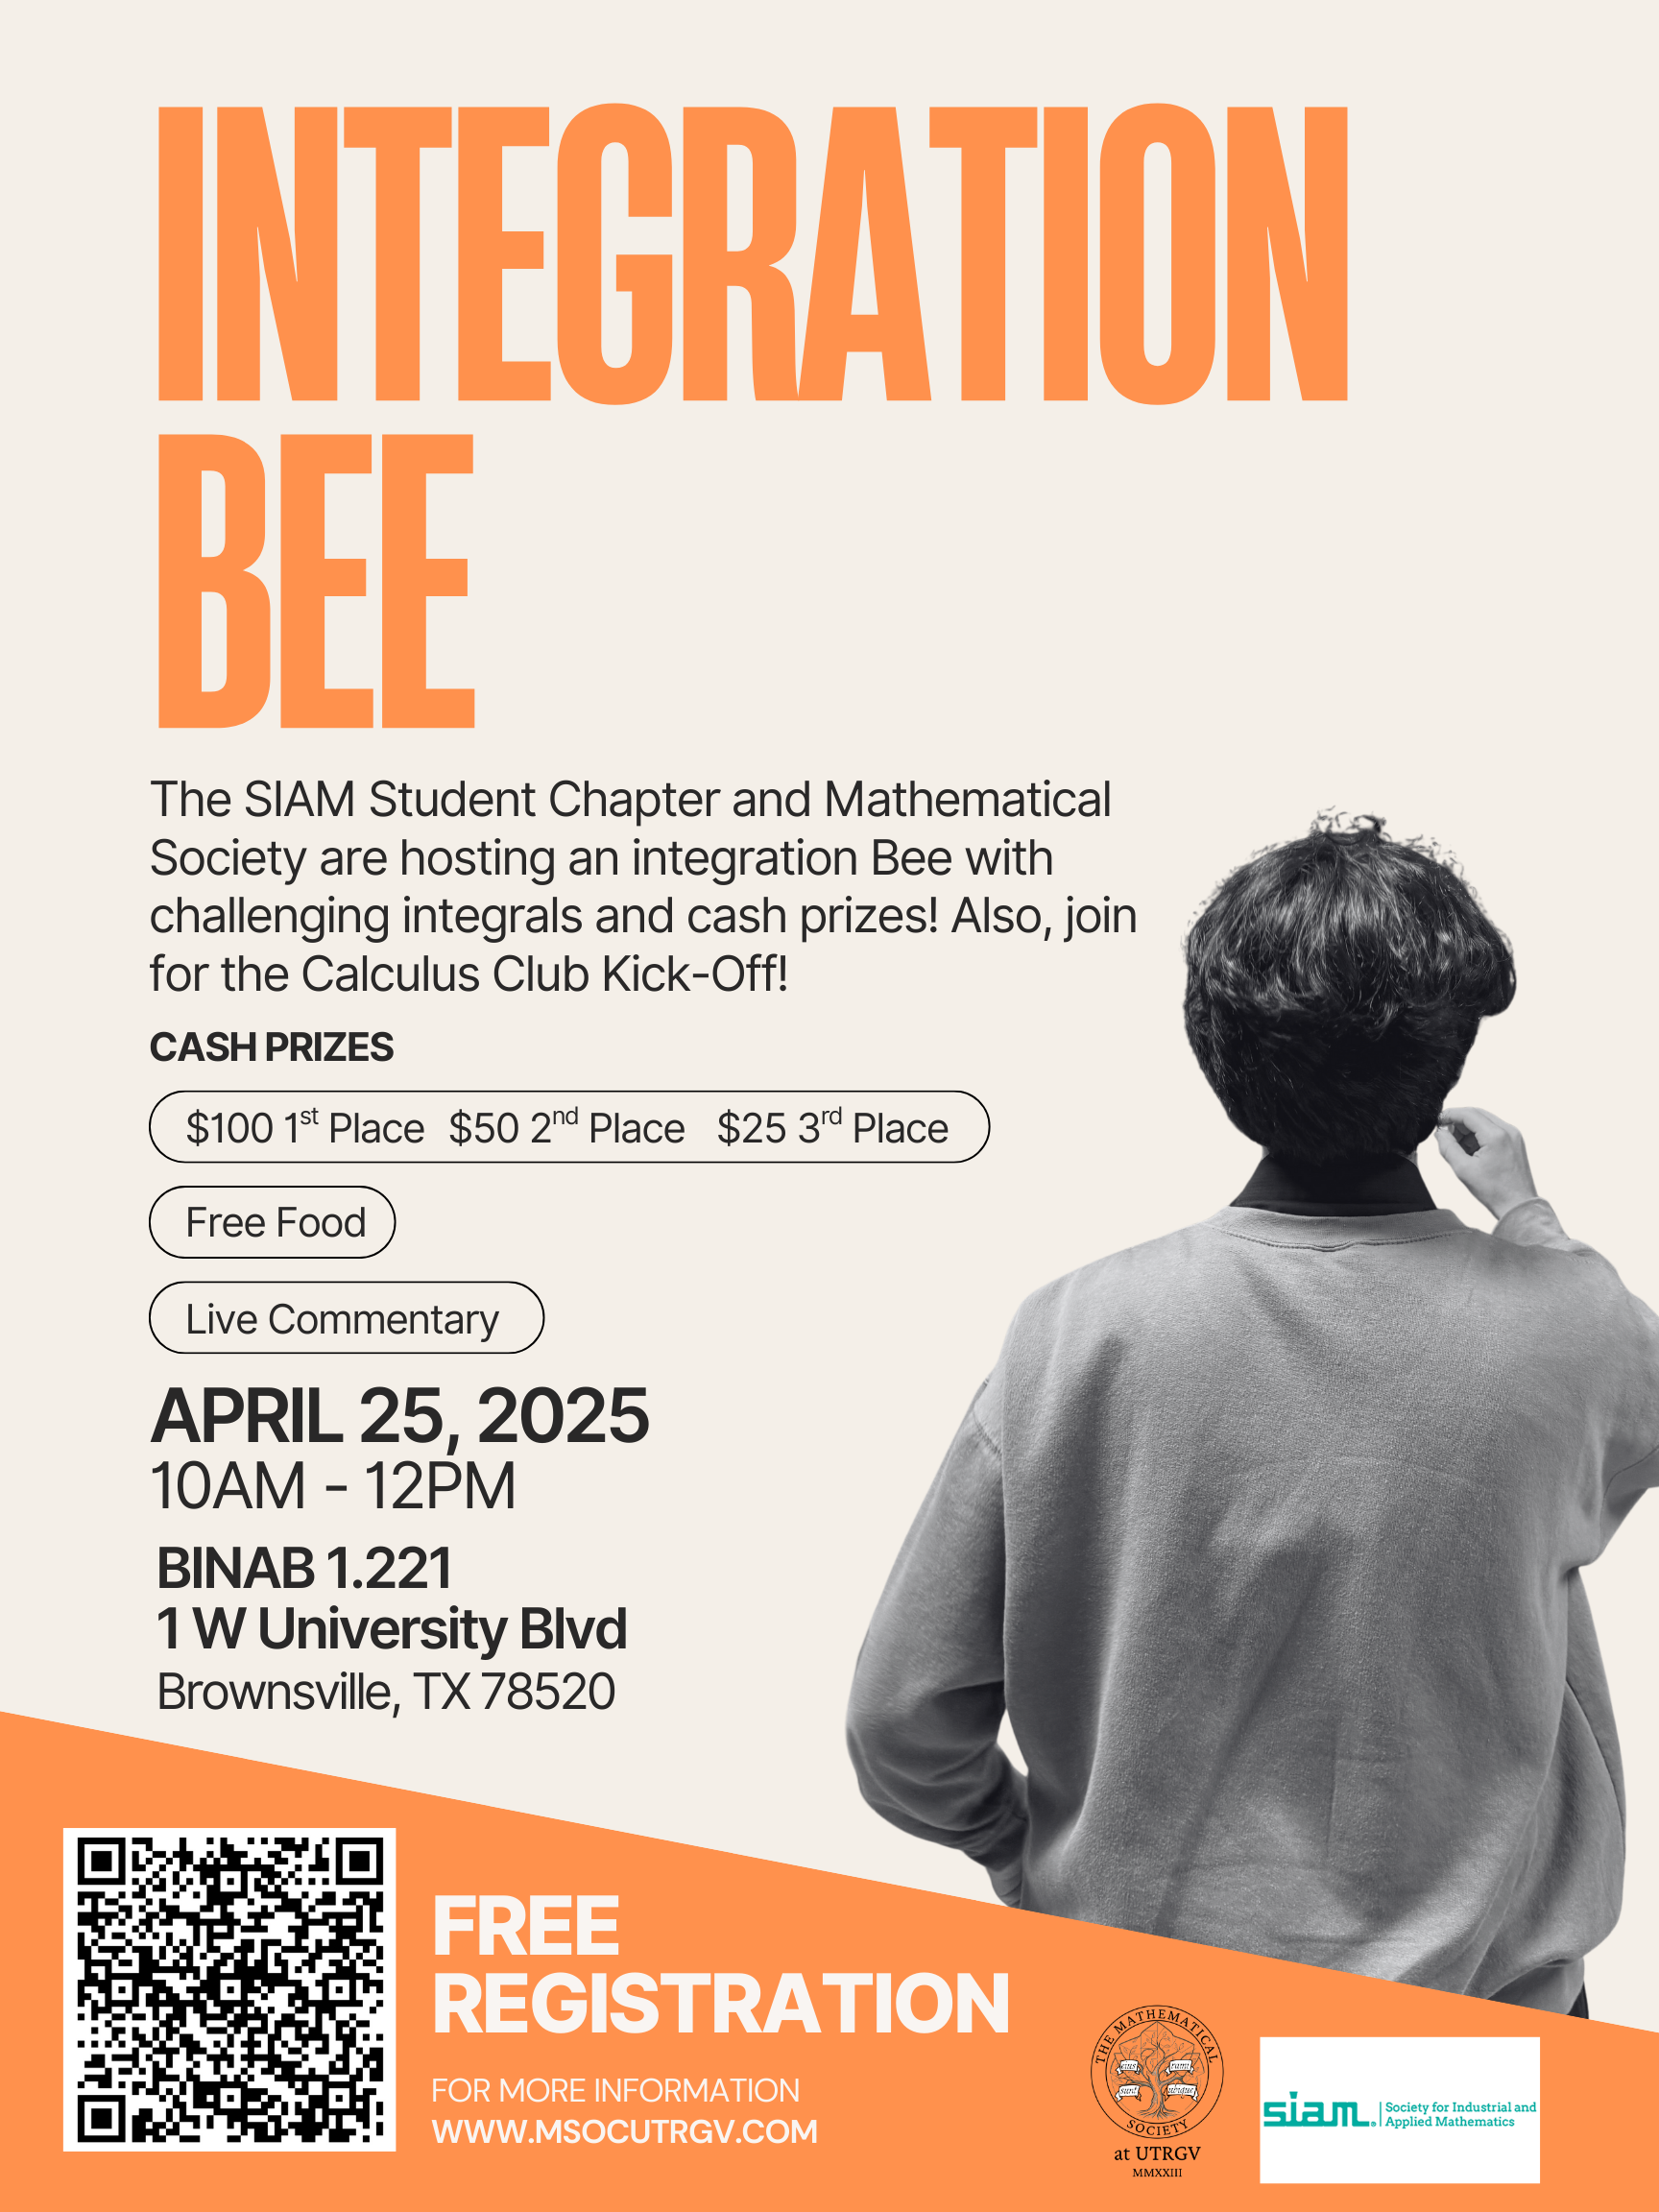 INTEGRATION
BEE
The SIAM Student Chapter and Mathematical
Society are hosting an integration Bee with
challenging integrals and cash prizes! Also, join
for the Calculus Club Kick-Off!
CASH PRIZES
$100 1st Place $50 2nd Place $25 3rd Place
Free Food
Live Commentary
APRIL 25, 2025
10AM - 12PM
BINAB 1.221
1 W University Blvd
Brownsville, TX 78520
FREE
REGISTRATION
FOR MORE INFORMATION
WWW.MSOCUTRGV.COM
THE MATHEMATICAL
eius rami
sunt ubique
SOCIETY
at UTRGV
MMXXIII
siam. Society for Industrial and
Applied Mathematics